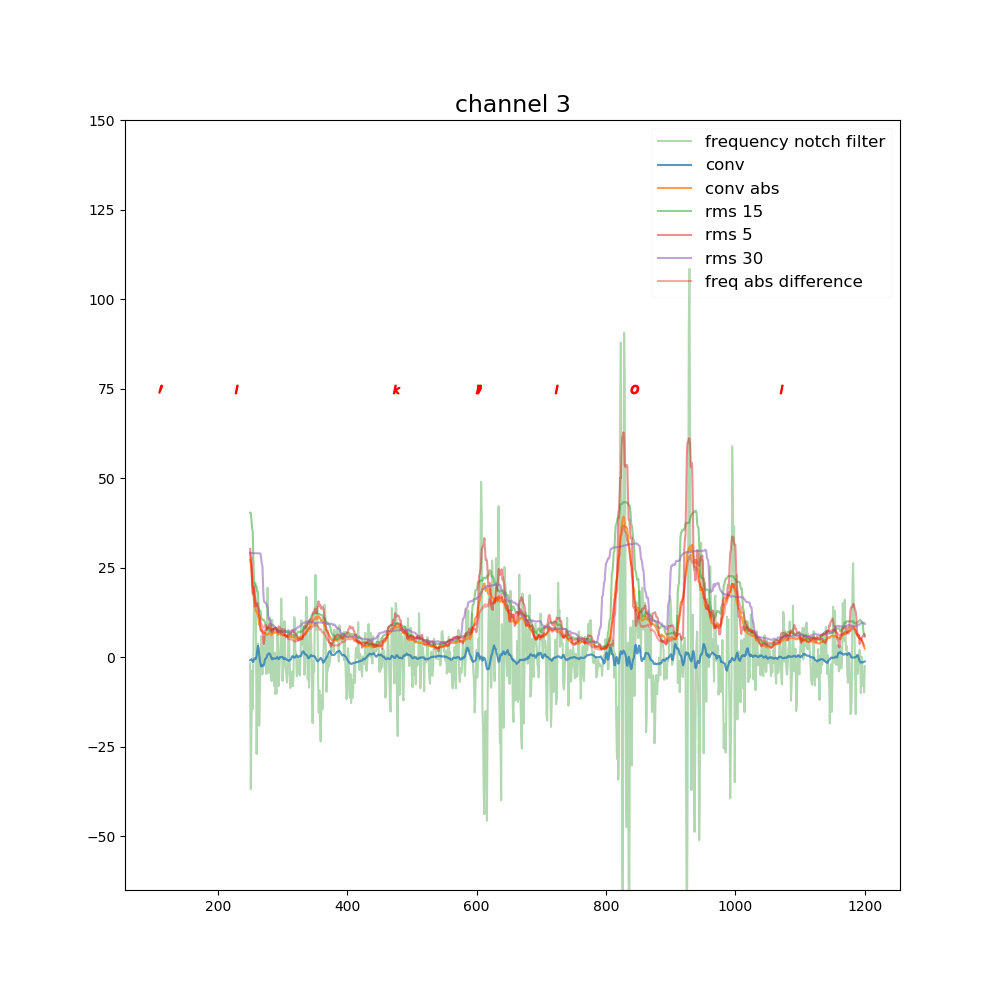 channel 3
150
frequency notch filter
conv
conv abs
rms 15
rms 5
rms 30
freq abs difference
125
100
75
l k l o l
50
25
0
−25
−50
200 400 600 800 1000 1200